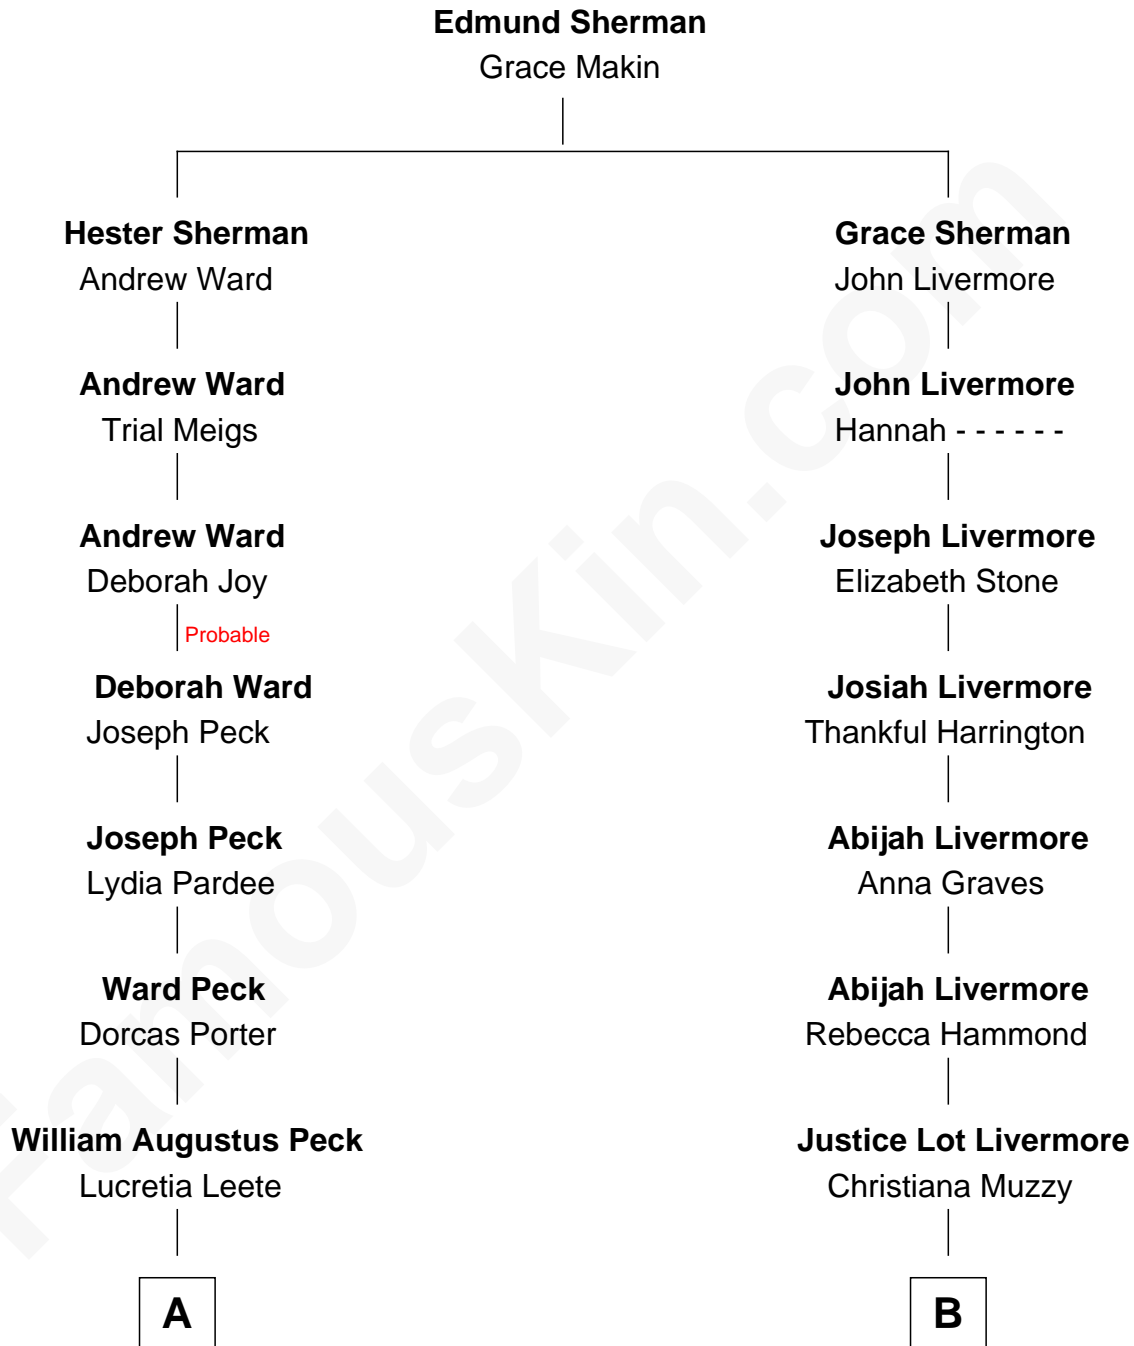 Edmund Sherman
Grace Makin
Hester Sherman
Andrew Ward
Andrew Ward
Trial Meigs
Andrew Ward
Deborah Joy
Probable
Deborah Ward
Joseph Peck
Joseph Peck
Lydia Pardee
Ward Peck
Dorcas Porter
William Augustus Peck
Lucretia Leete
A
Grace Sherman
John Livermore
John Livermore
Hannah - - - - - -
Joseph Livermore
Elizabeth Stone
Josiah Livermore
Thankful Harrington
Abijah Livermore
Anna Graves
Abijah Livermore
Rebecca Hammond
Justice Lot Livermore
Christiana Muzzy
B
FamousKin.com